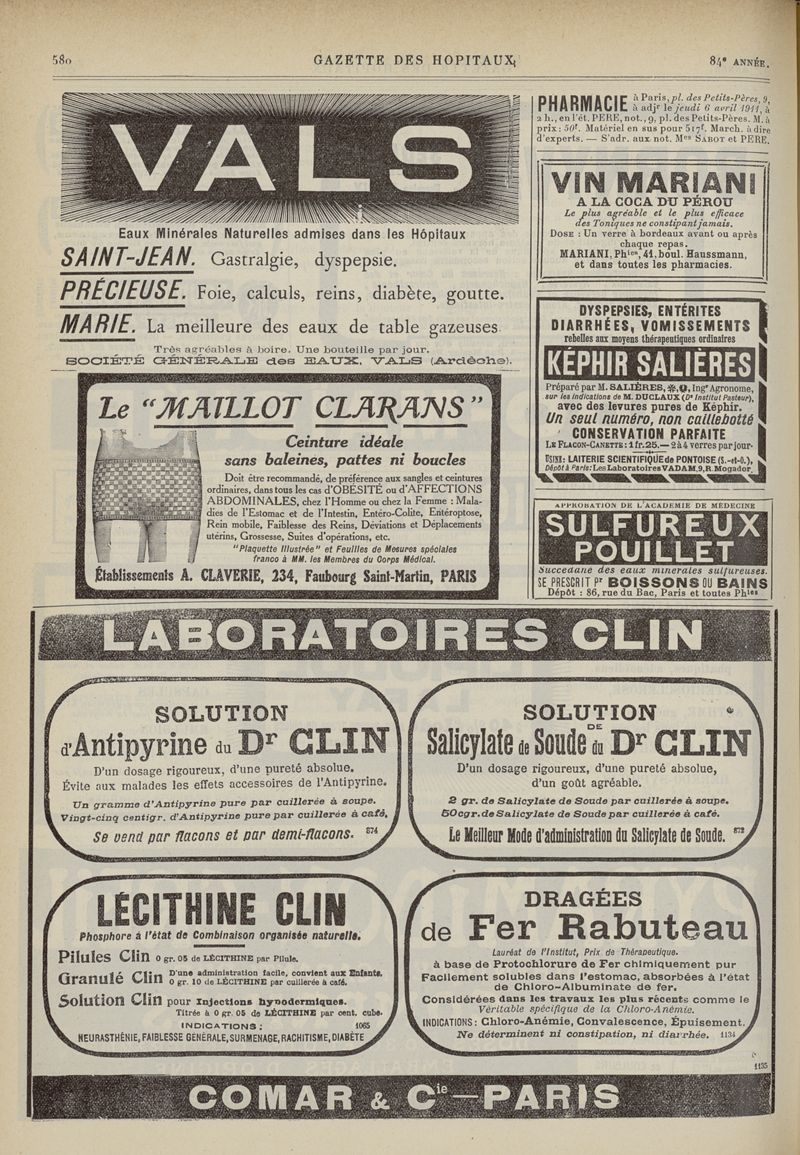 580
GAZETTE DES HOPITAUX
84e ANNÉE.
VALS
Eaux Minérales Naturelles admises dans les Hôpitaux
SAINT-JEAN. Gastralgie, dyspepsie.
PRÉCIEUSE. Foie, calculs, reins, diabète, goutte.
MARIE. La meilleure des eaux de table gazeuses
Très agréables à boire. Une bouteille par jour.
SOCIÉTÉ GÉNÉRALE des EAUX, VALS (Ardèche).
Le "MAILLOT CLARANS"
Ceinture idéale
sans baleines, pattes ni boucles
Doit être recommandé, de préférence aux sangles et ceintures
ordinaires, dans tous les cas d'OBÉSITÉ ou d'AFFECTIONS
ABDOMINALES, chez l'Homme ou chez la Femme : Mala-
dies de l'Estomac et de l'Intestin, Entéro-Colite, Entéroptose,
Rein mobile, Faiblesse des Reins, Déviations et Déplacements
utérins, Grossesse, Suites d'opérations, etc.
"Plaquette Illustrée" et Feuilles de Mesures spéciales
franco à MM. les Membres du Corps Médical.
Établissements A. CLAVERIE, 234, Faubourg Saint-Martin, PARIS
PHARMACIE à Paris, pl. des Petits-Pères, 9,
à adjr le jeudi 6 avril 1911, à
2 h., en l'ét. PERE, not., 9, pl. des Petits-Pères. M. à
prix : 50f. Matériel en sus pour 517f. March. à dire
d'experts. — S'adr. aux not. Mes SABOT et PERE.
VIN MARIANI
A LA COCA DU PÉROU
Le plus agréable et le plus efficace
des Toniques ne constipant jamais.
DOSE : Un verre à bordeaux avant ou après
chaque repas.
MARIANI, Phien, 41, boul. Haussmann,
et dans toutes les pharmacies.
DYSPEPSIES, ENTÉRITES
DIARRHÉES, VOMISSEMENTS
rebelles aux moyens thérapeutiques ordinaires
KÉPHIR SALIÈRES
Préparé par M. SALIÈRES, Ingr Agronome,
sur les indications de M. DUCLAUX (Dr Institut Pasteur),
avec des levures pures de Képhir.
Un seul numéro, non caillebotté
CONSERVATION PARFAITE
LE FLACON-CANETTE : 1 fr. 25. — 2 à 4 verres par jour-
USINE: LAITERIE SCIENTIFIQUE de PONTOISE (S.-et-O.),
Dépôt à Paris: Les Laboratoires VADAM, 9, R. Mogador.
APPROBATION DE L'ACADÉMIE DE MÉDECINE
SULFUREUX
POUILLET
Succédané des eaux minérales sulfureuses.
SE PRESCRIT Pr BOISSONS OU BAINS
Dépôt : 86, rue du Bac, Paris et toutes Phies
LABORATOIRES CLIN
SOLUTION
d'Antipyrine du Dr CLIN
D'un dosage rigoureux, d'une pureté absolue.
Évite aux malades les effets accessoires de l'Antipyrine.
Un gramme d'Antipyrine pure par cuillerée à soupe.
Vingt-cinq centigr. d'Antipyrine pure par cuillerée à café.
Se vend par flacons et par demi-flacons. 874
SOLUTION
DE
Salicylate de Soude du Dr CLIN
D'un dosage rigoureux, d'une pureté absolue,
d'un goût agréable.
2 gr. de Salicylate de Soude par cuillerée à soupe.
50 cgr. de Salicylate de Soude par cuillerée à café.
Le Meilleur Mode d'administration du Salicylate de Soude. 872
LÉCITHINE CLIN
Phosphore à l'état de Combinaison organisée naturelle.
Pilules Clin 0 gr. 05 de LÉCITHINE par Pilule.
Granulé Clin D'une administration facile, convient aux Enfants.
0 gr. 10 de LÉCITHINE par cuillerée à café.
Solution Clin pour Injections hypodermiques.
Titrée à 0 gr. 05 de LÉCITHINE par cent. cube.
INDICATIONS : 1065
NEURASTHÉNIE, FAIBLESSE GÉNÉRALE, SURMENAGE, RACHITISME, DIABÈTE
DRAGÉES
de Fer Rabuteau
Lauréat de l'Institut, Prix de Thérapeutique.
à base de Protochlorure de Fer chimiquement pur
Facilement solubles dans l'estomac, absorbées à l'état
de Chloro-Albuminate de fer.
Considérées dans les travaux les plus récents comme le
Véritable spécifique de la Chloro-Anémie.
INDICATIONS : Chloro-Anémie, Convalescence, Épuisement.
Ne déterminent ni constipation, ni diarrhée. 1134
1135
COMAR & Cie — PARIS